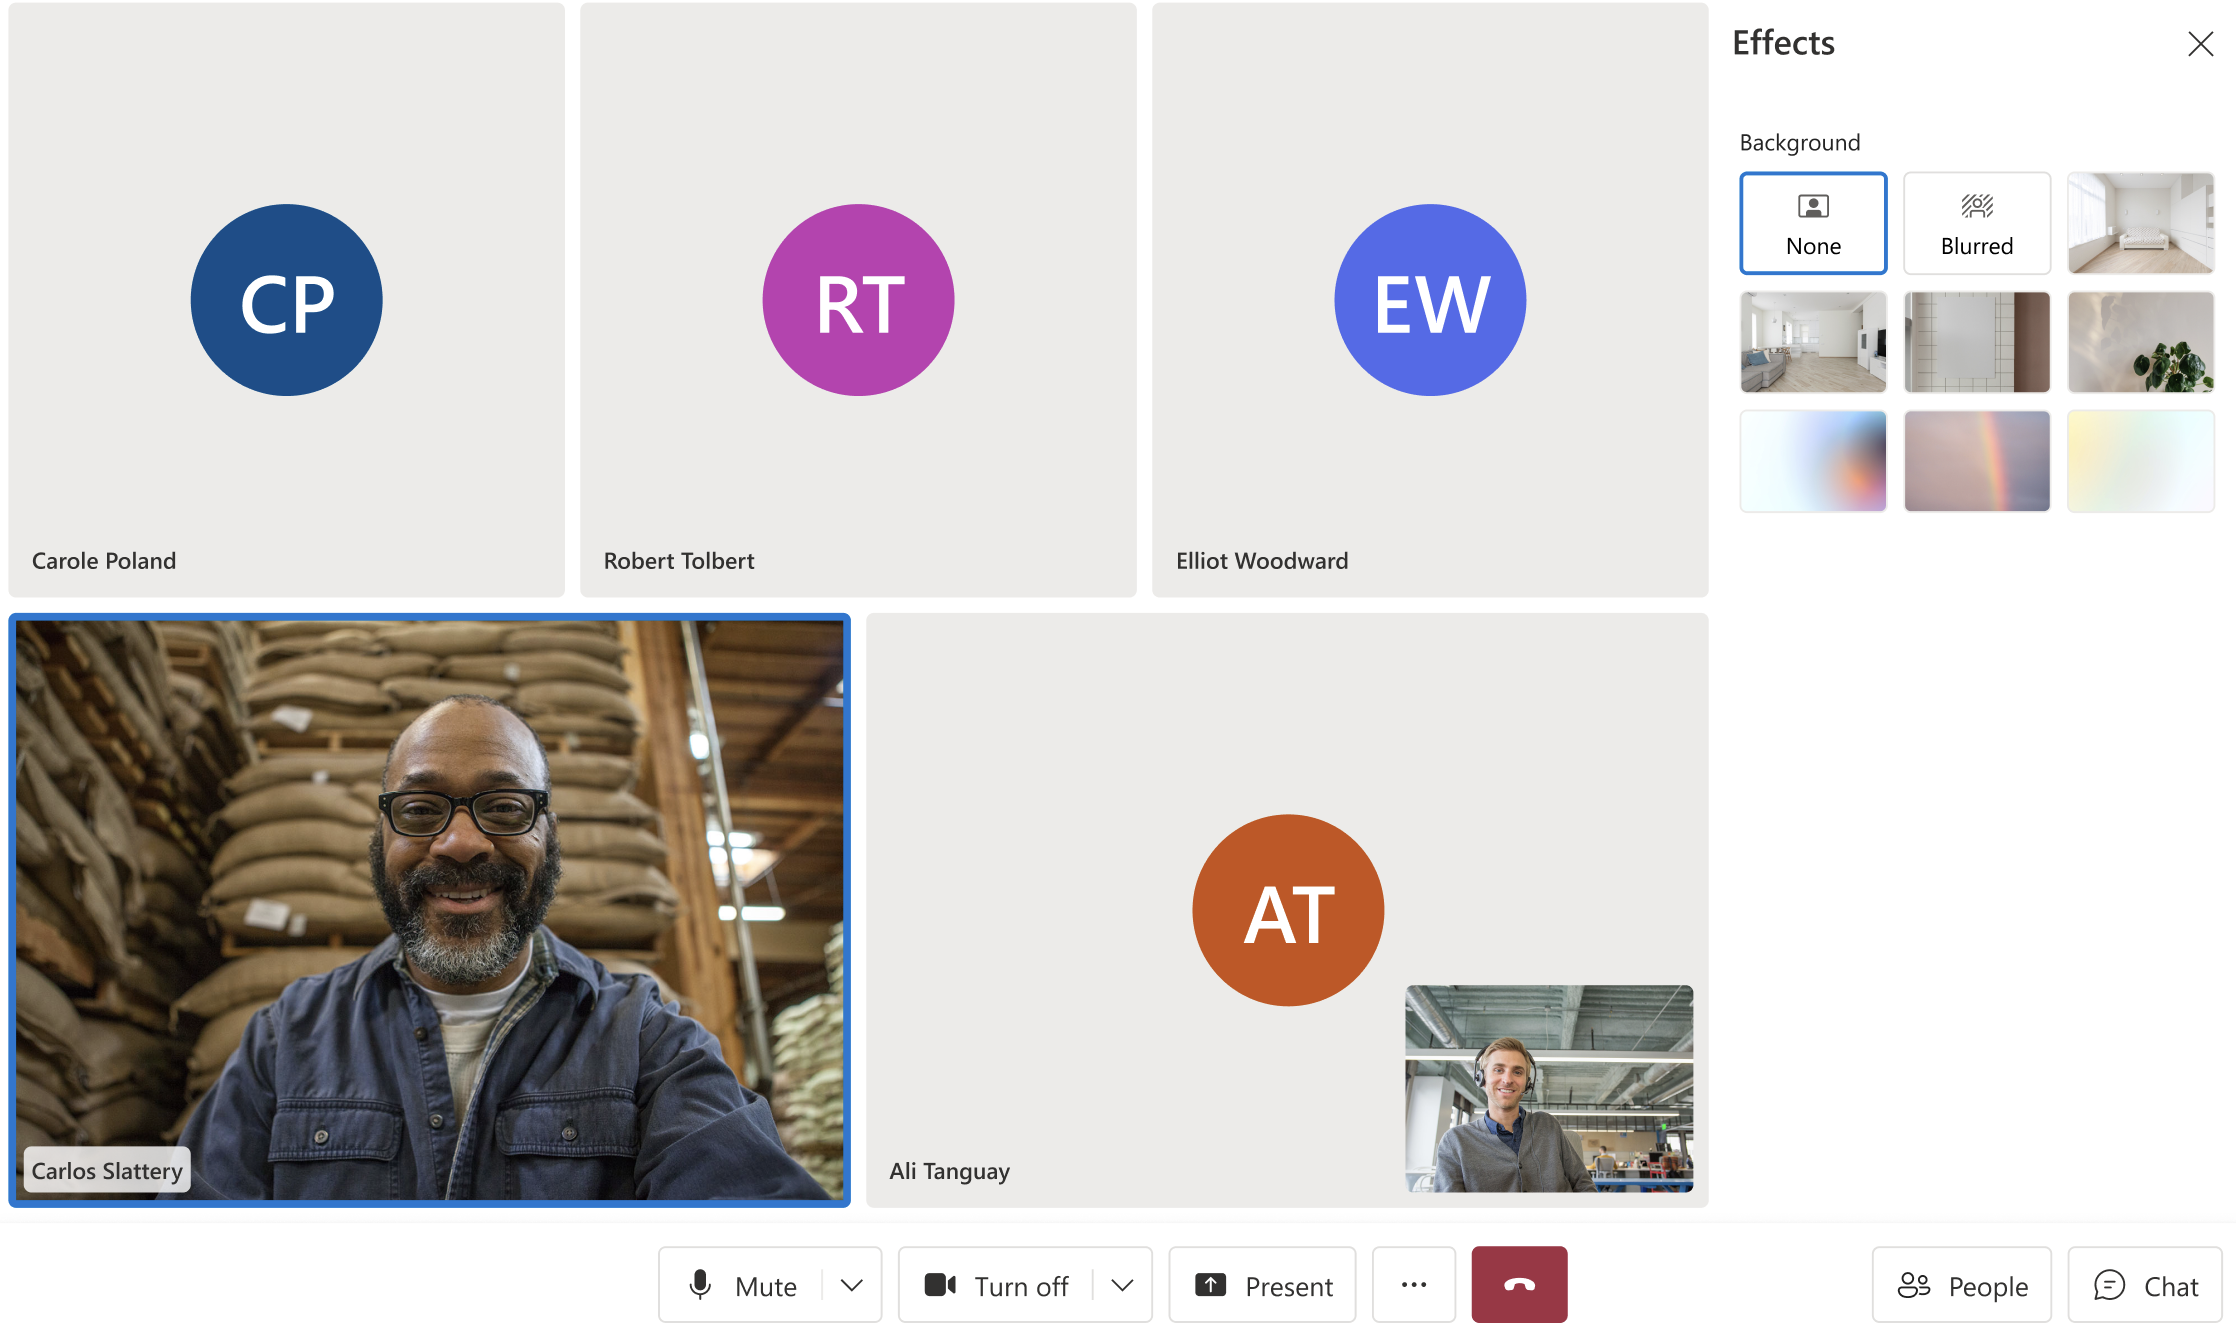 CP
Carole Poland
RT
Robert Tolbert
EW
Elliot Woodward
Carlos Slattery
AT
Ali Tanguay
Effects
Background
None
Blurred
Mute
Turn off
Present
People
Chat